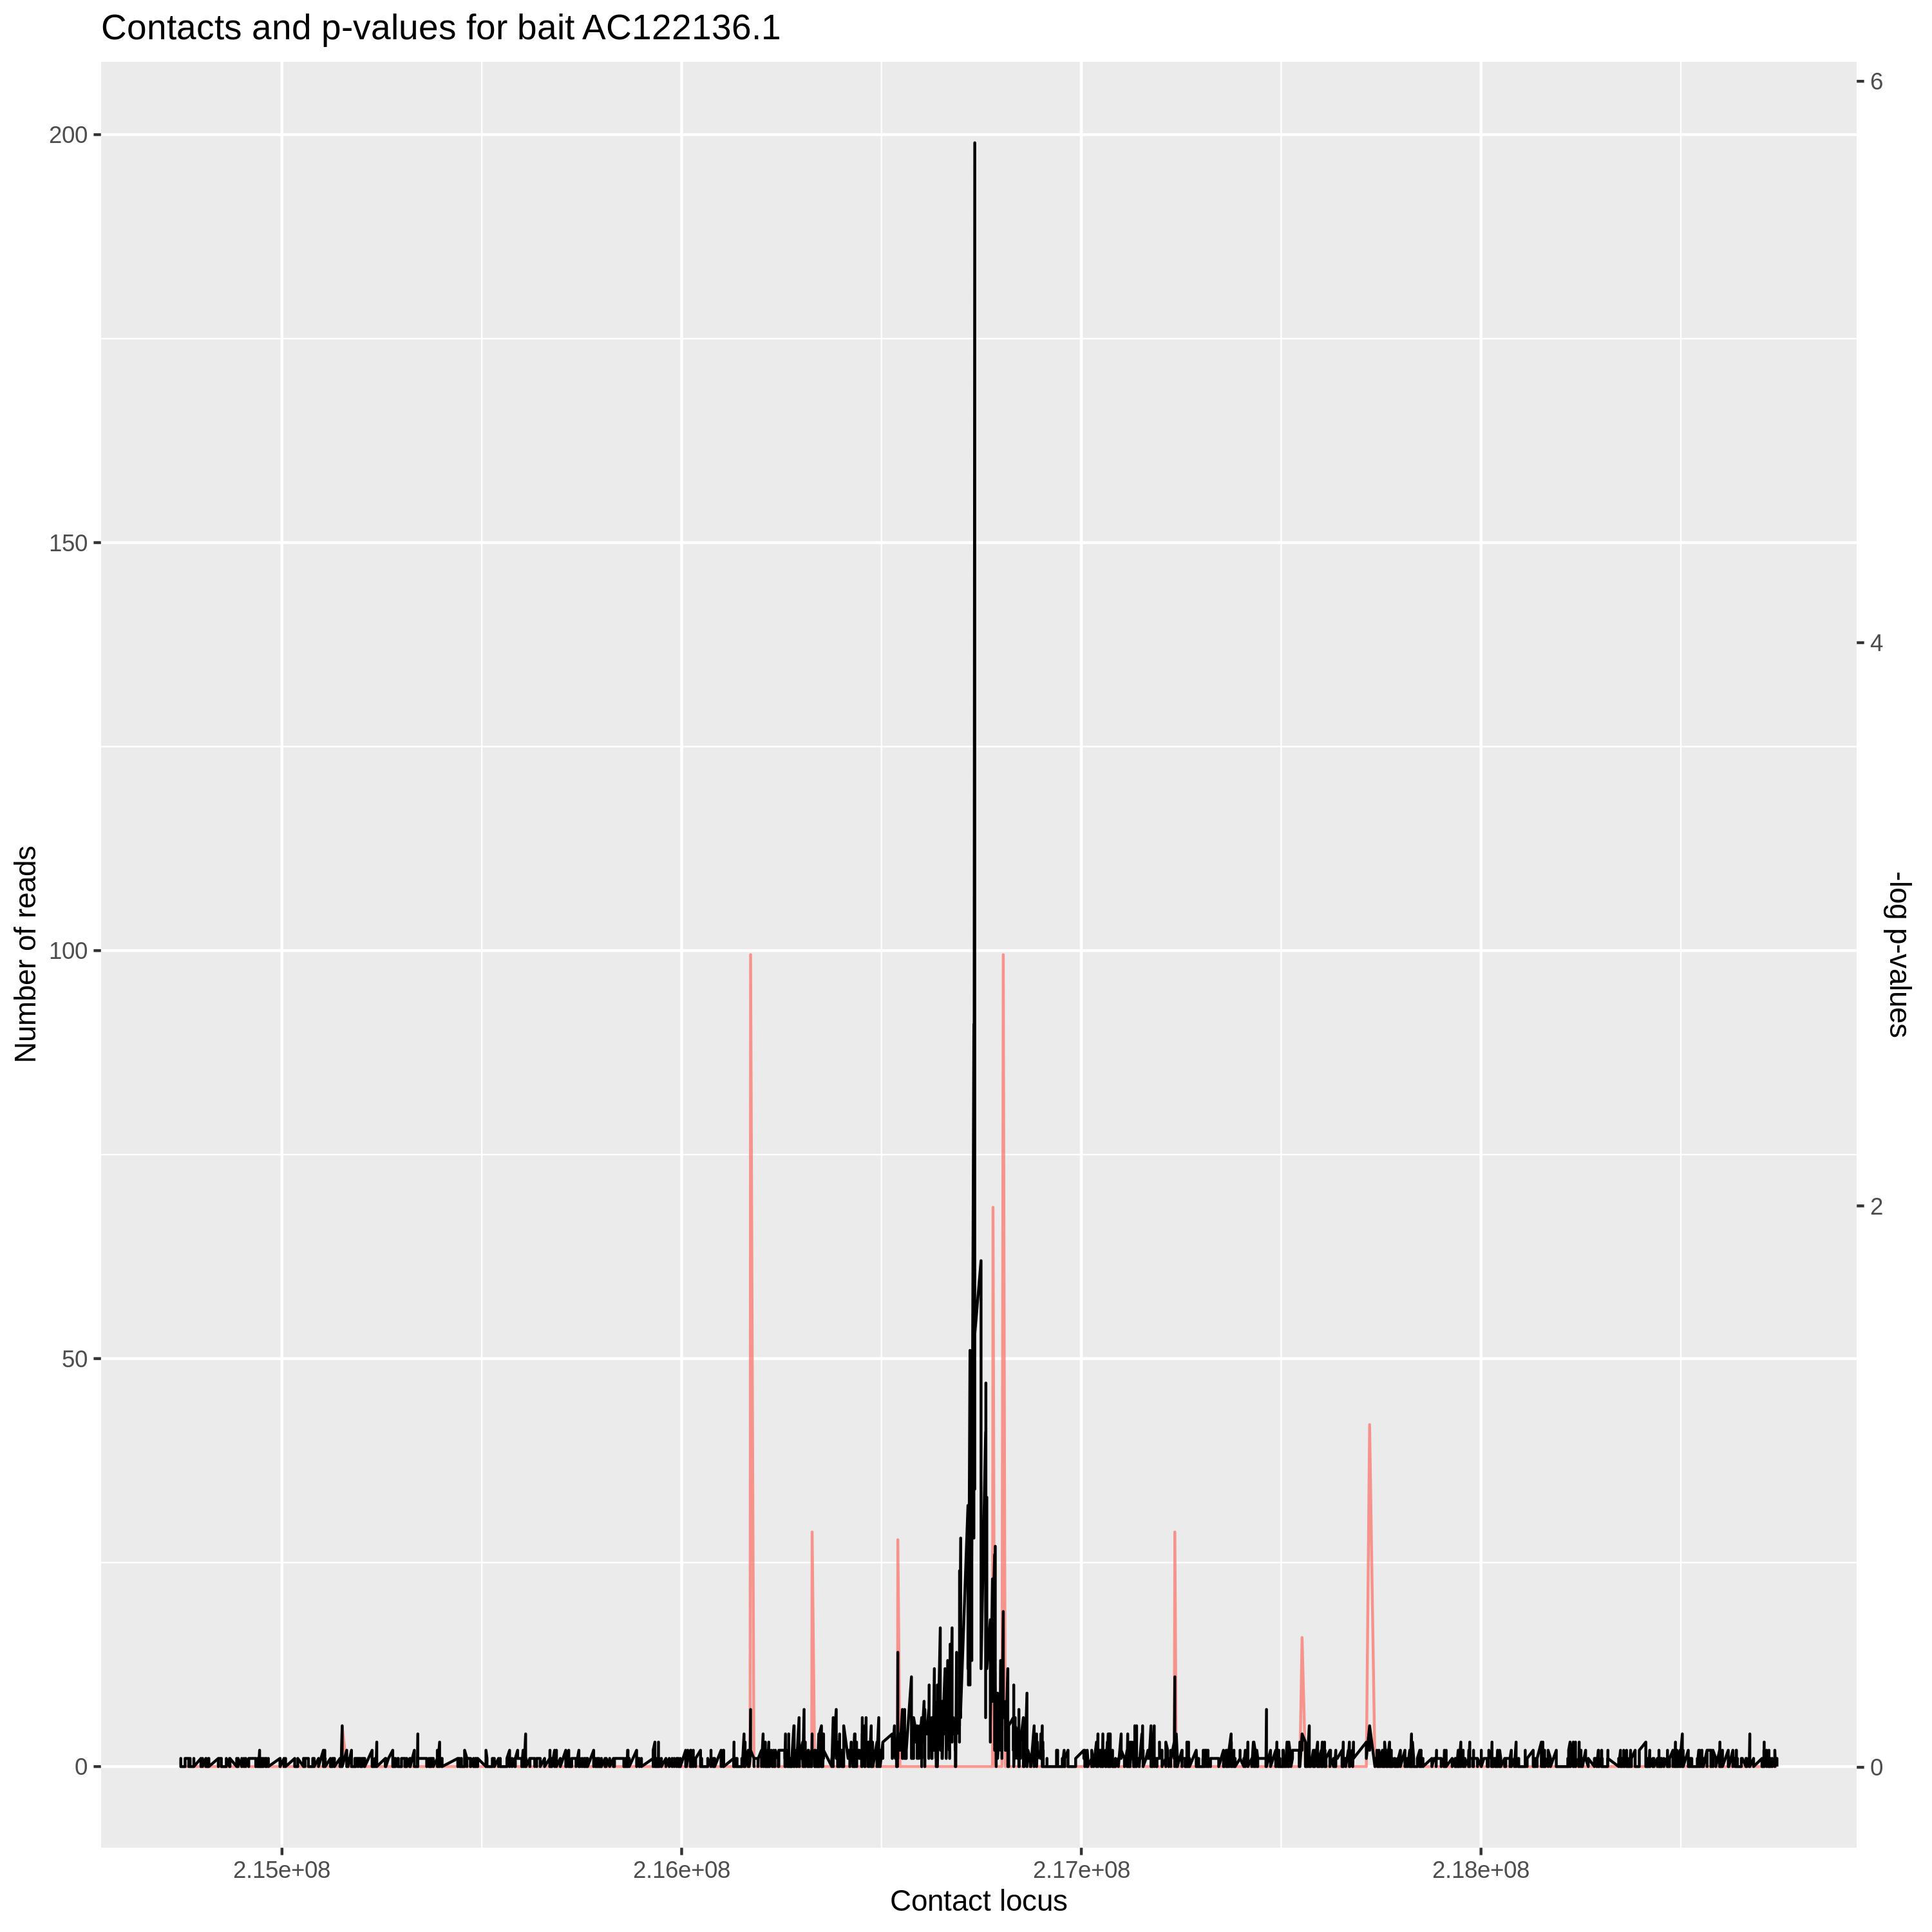 Contacts and p-values for bait AC122136.1
200
150
100
50
0
Number of reads
6
4
2
0
-log p-values
2.15e+08
2.16e+08
2.17e+08
2.18e+08
Contact locus